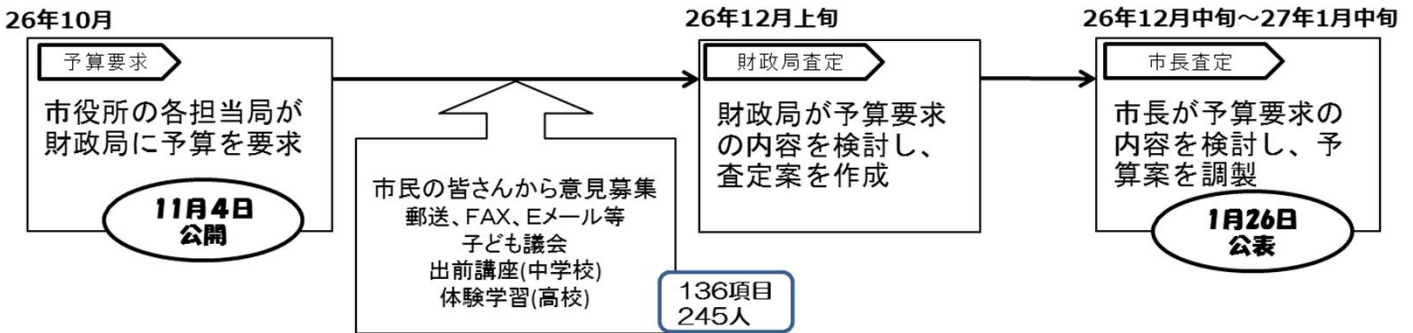 26年10月
予算要求
市役所の各担当局が
財政局に予算を要求
11月4日
公開
市民の皆さんから意見募集
郵送、FAX、Eメール等
子ども議会
出前講座(中学校)
体験学習(高校)
136項目
245人
26年12月上旬
財政局査定
財政局が予算要求
の内容を検討し、
査定案を作成
26年12月中旬～27年1月中旬
市長査定
市長が予算要求の
内容を検討し、予
算案を調製
1月26日
公表